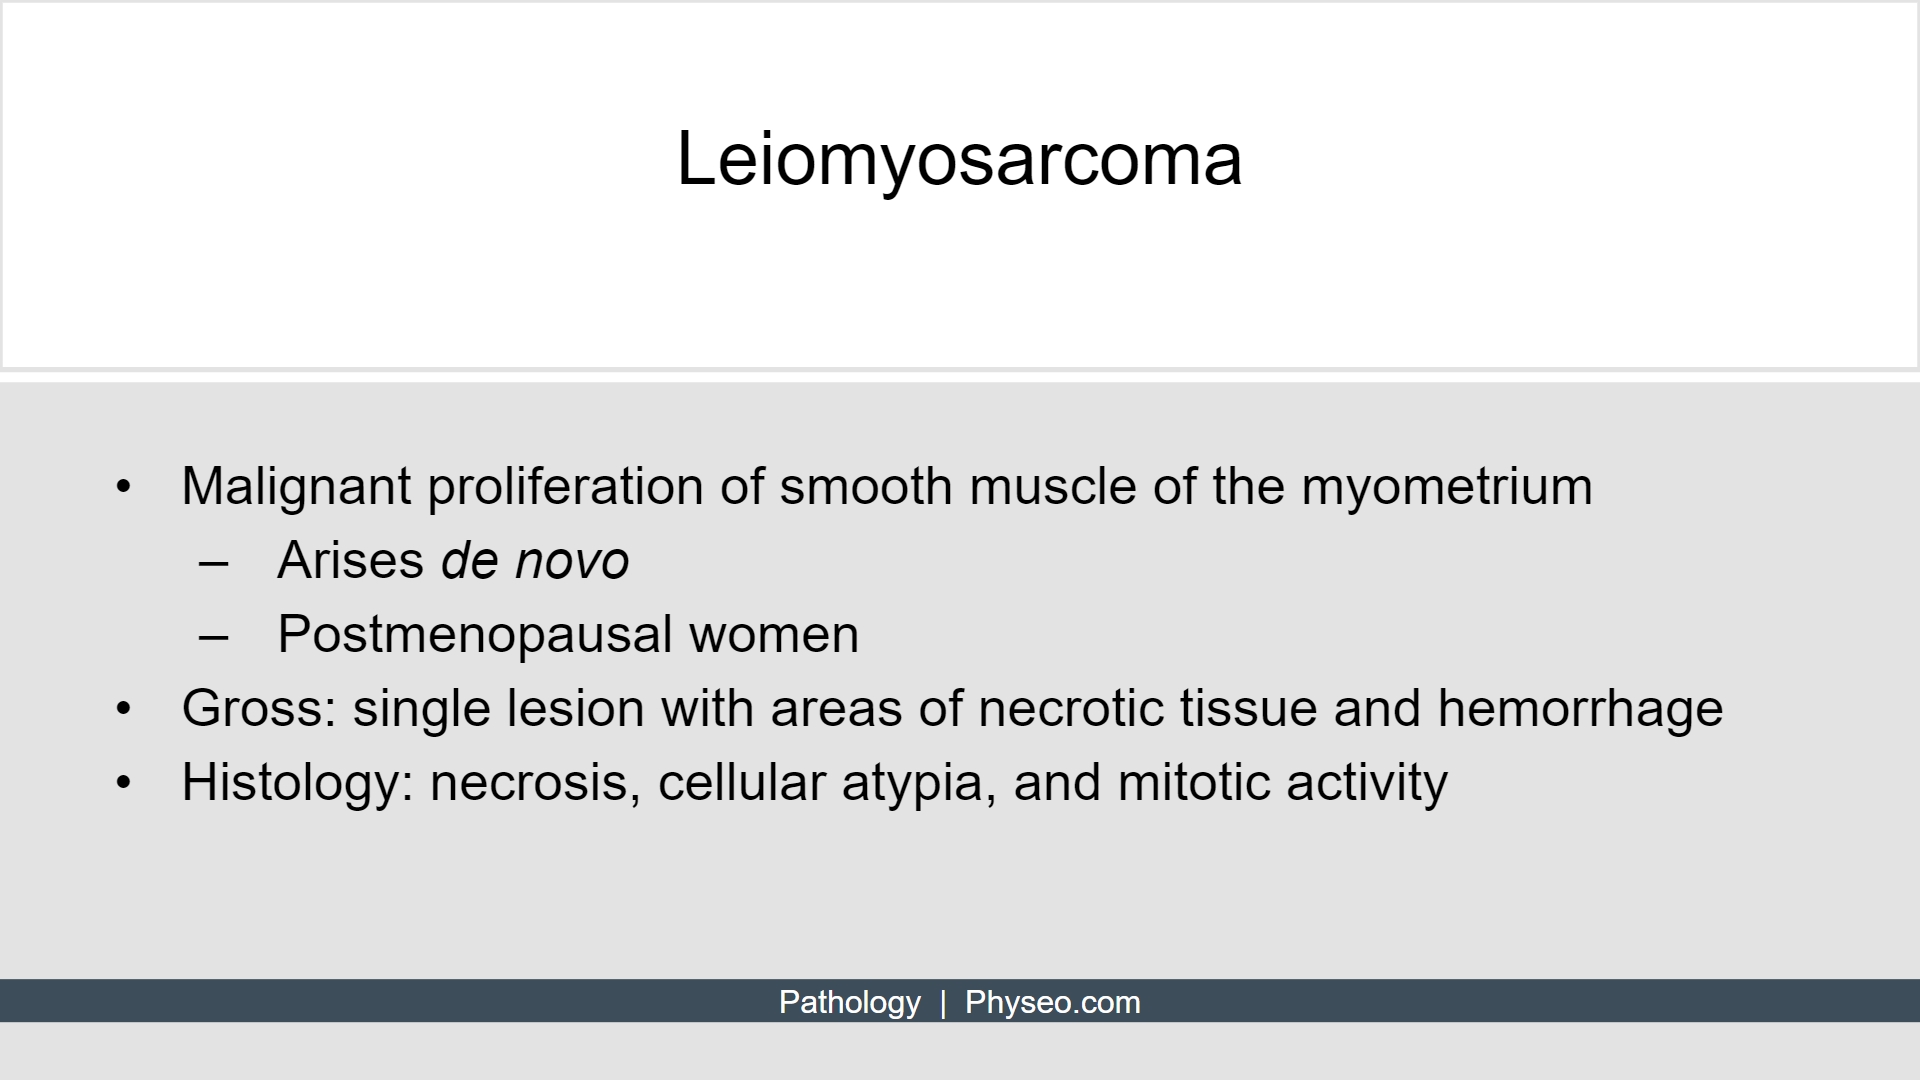 Leiomyosarcoma
• Malignant proliferation of smooth muscle of the myometrium
– Arises de novo
– Postmenopausal women
• Gross: single lesion with areas of necrotic tissue and hemorrhage
• Histology: necrosis, cellular atypia, and mitotic activity
Pathology | Physeo.com